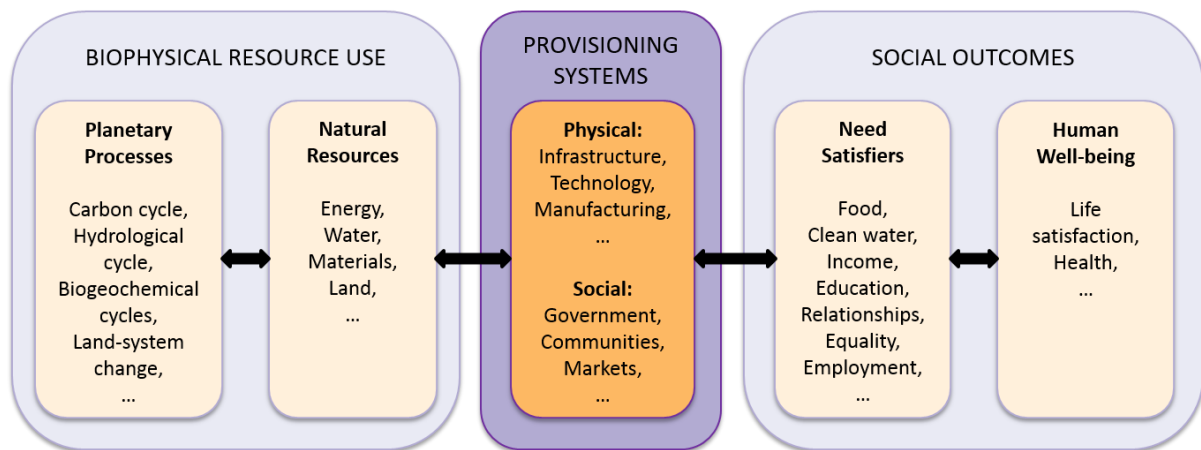 BIOPHYSICAL RESOURCE USE
Planetary
Processes
Carbon cycle,
Hydrological
cycle,
Biogeochemical
cycles,
Land-system
change,
...
Natural
Resources
Energy,
Water,
Materials,
Land,
...
PROVISIONING
SYSTEMS
Physical:
Infrastructure,
Technology,
Manufacturing,
...
Social:
Government,
Communities,
Markets,
...
SOCIAL OUTCOMES
Need
Satisfiers
Food,
Clean water,
Income,
Education,
Relationships,
Equality,
Employment,
...
Human
Well-being
Life
satisfaction,
Health,
...